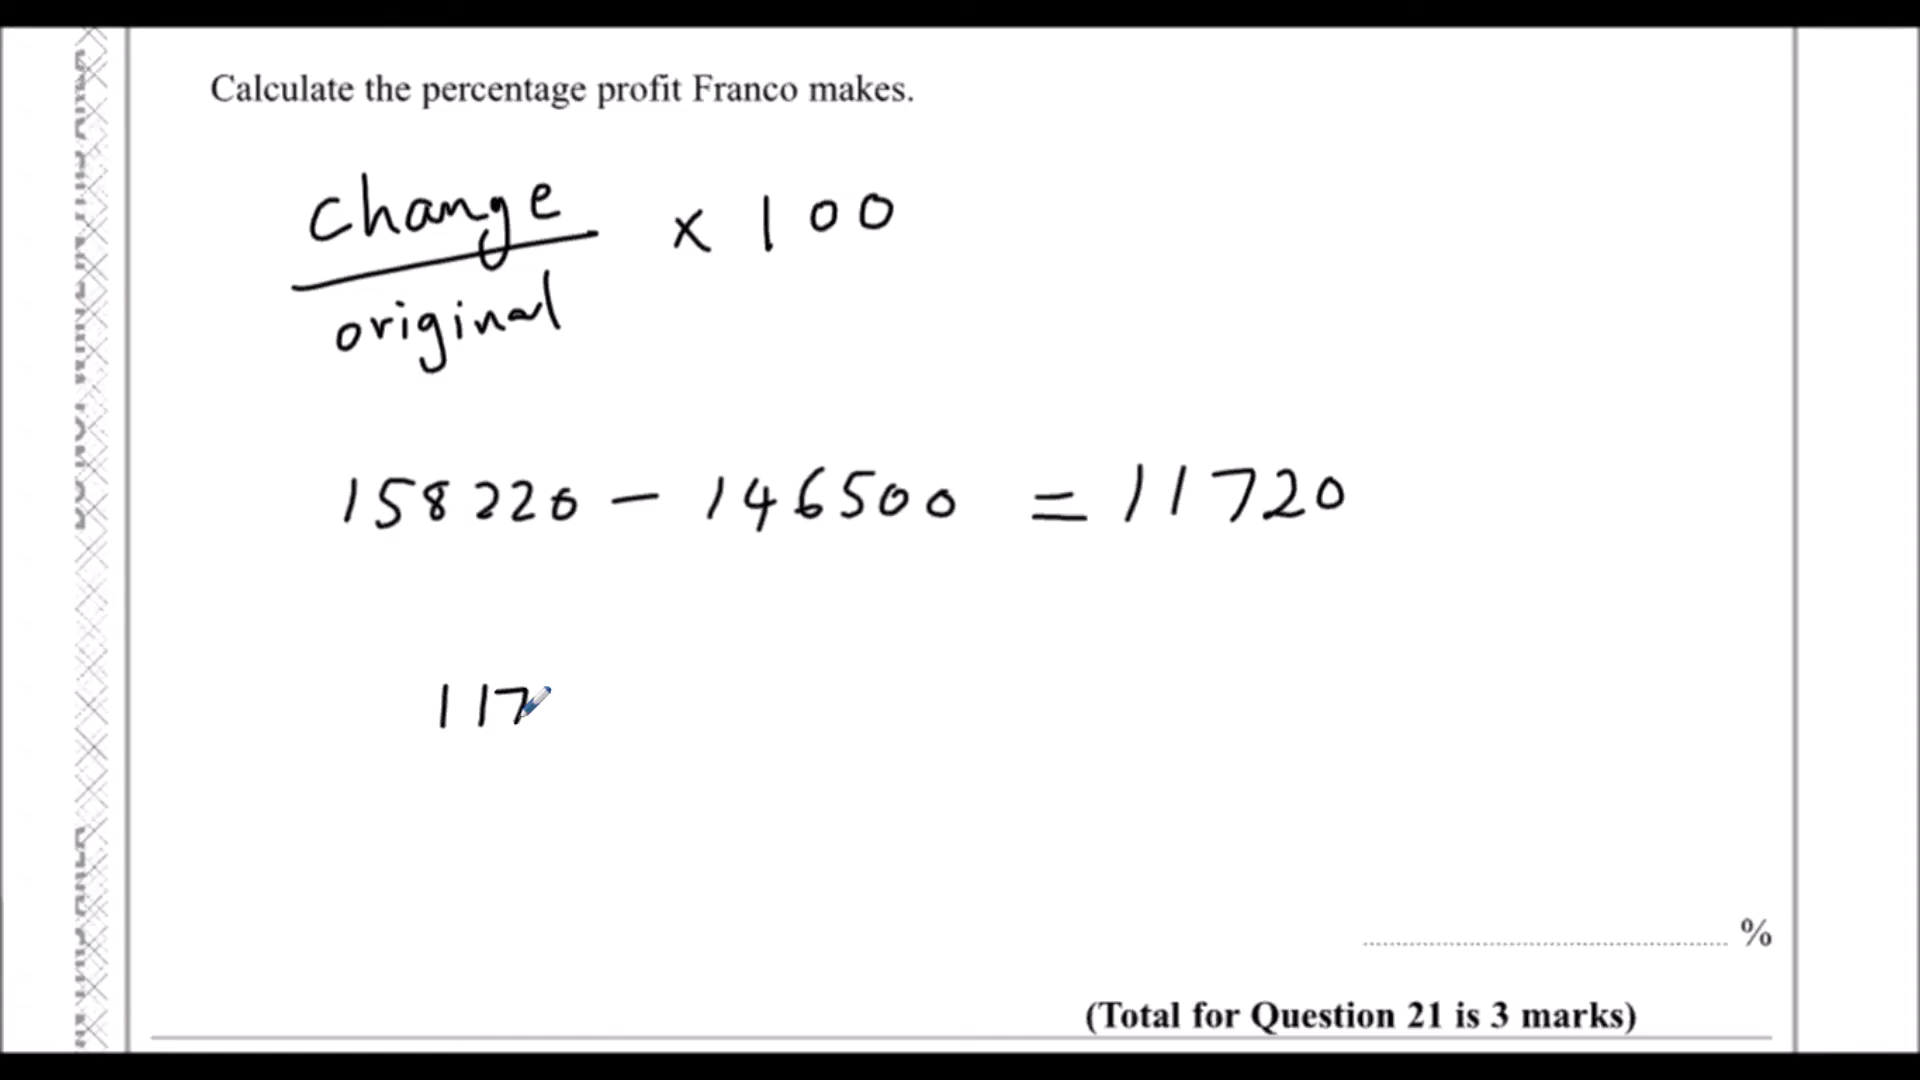 Calculate the percentage profit Franco makes.
change × 100
original
158220 - 146500 = 11720
117
%
(Total for Question 21 is 3 marks)